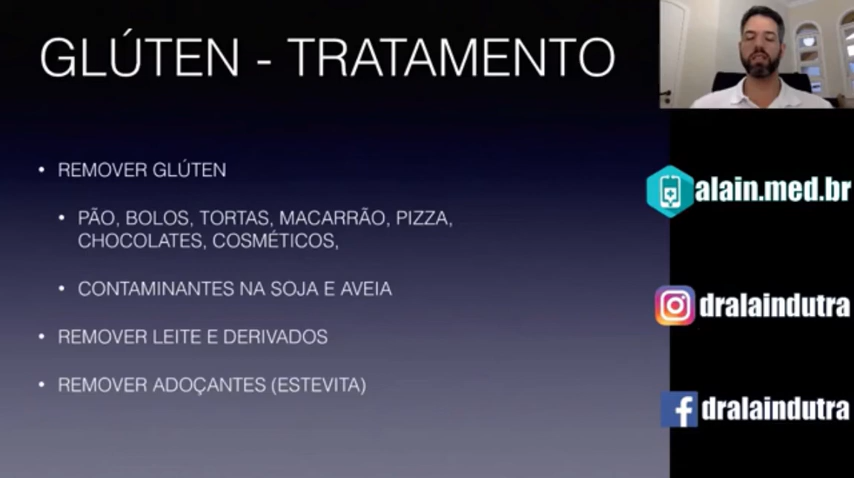 GLÚTEN - TRATAMENTO
• REMOVER GLÚTEN
• PÃO, BOLOS, TORTAS, MACARRÃO, PIZZA,
CHOCOLATES, COSMÉTICOS,
• CONTAMINANTES NA SOJA E AVEIA
• REMOVER LEITE E DERIVADOS
• REMOVER ADOÇANTES (ESTEVITA)
alain.med.br
dralaindutra
dralaindutra